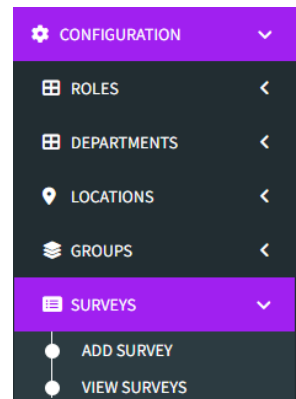 CONFIGURATION
ROLES
DEPARTMENTS
LOCATIONS
GROUPS
SURVEYS
ADD SURVEY
VIEW SURVEYS